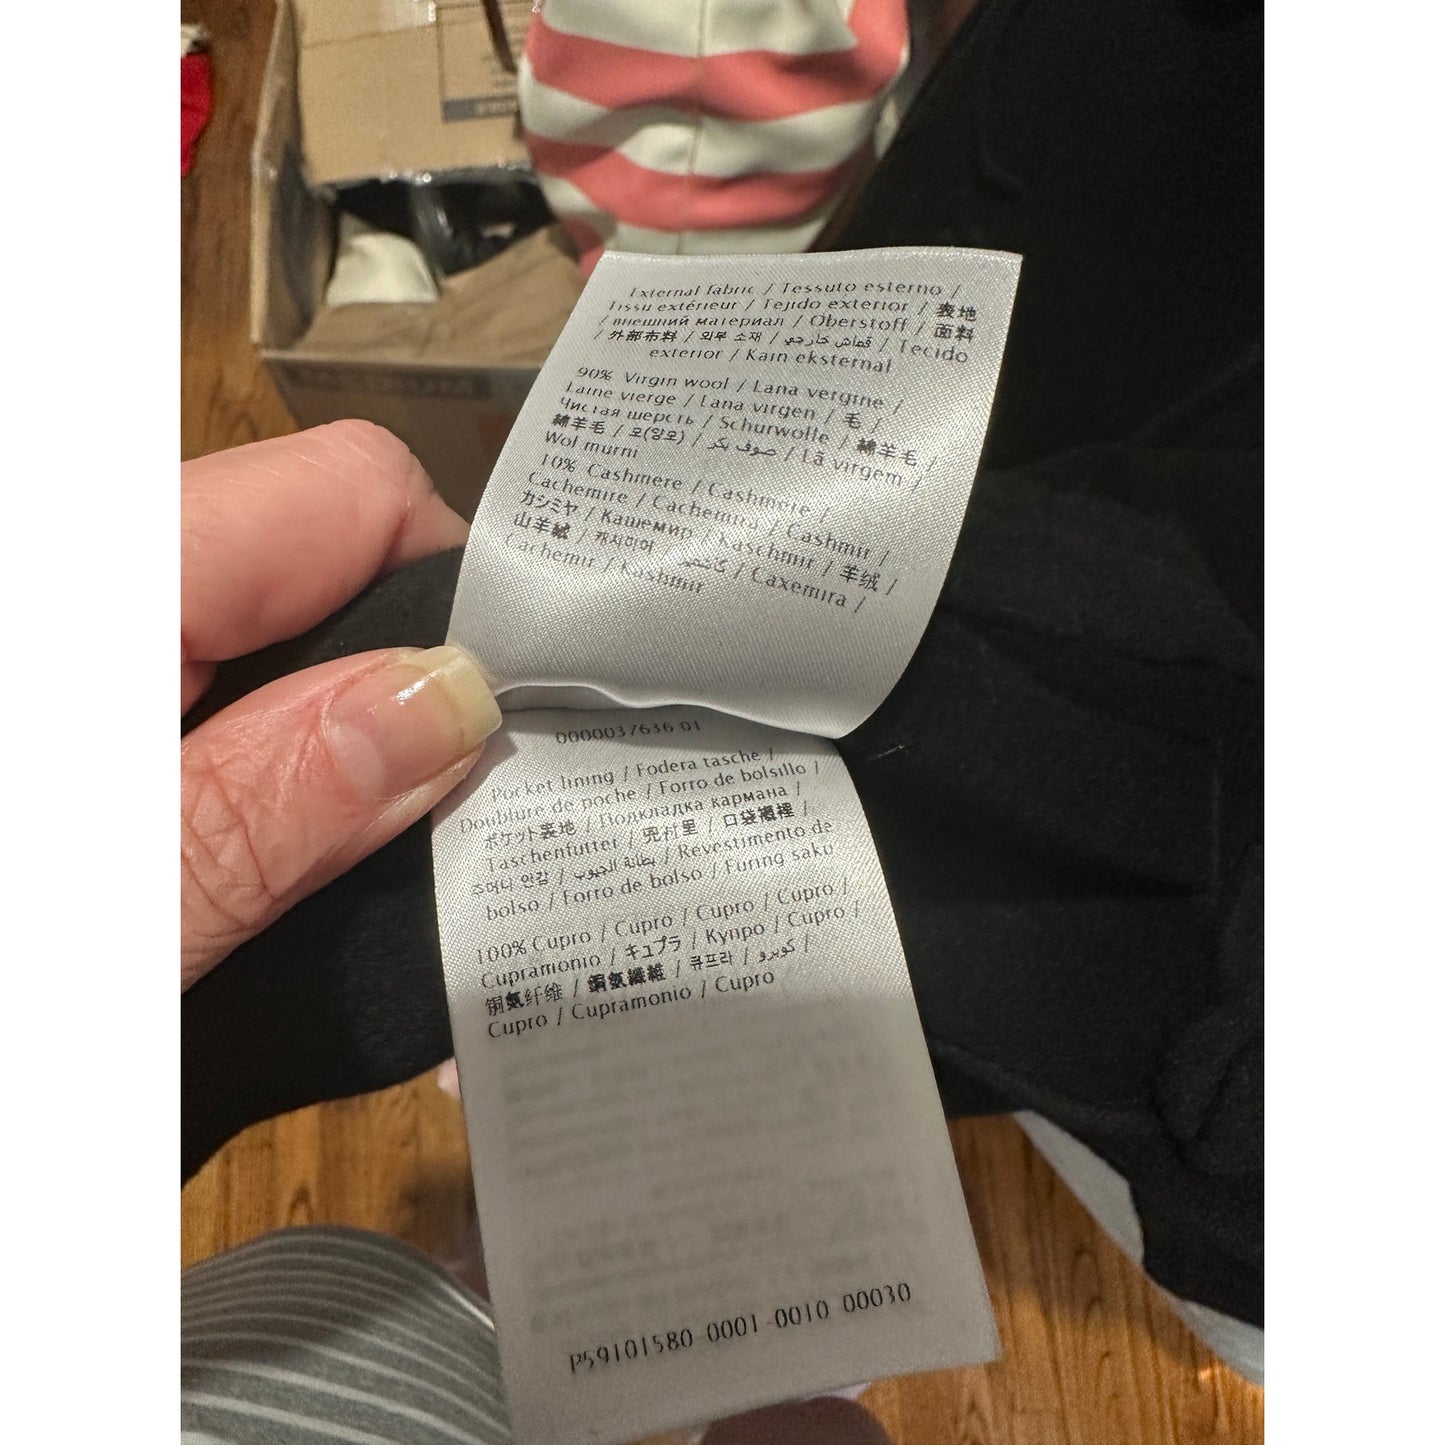 External fabric / Tessuto esterno /
Tissu extérieur / Tejido exterior / 表地
/ внешний материал / Oberstoff / 面料
/ 外部布料 / 외부 소재 / قماش خارجي / Tecido
exterior / Kain eksternal
90% Virgin wool / Lana vergine /
Laine vierge / Lana virgen / 毛 /
Чистая шерсть / Schurwolle / 綿羊毛 /
綿羊毛 / 모(양모) / صوف بكر / Lã virgem /
Wol murni
10% Cashmere / Cashmere /
Cachemire / Cachemira / Cashmir /
カシミヤ / Кашемир / Kaschmir / 羊绒 /
山羊絨 / 캐시미어 / كاشمير / Caxemira /
Cachemir / Kashmir
0000037636 01
Pocket lining / Fodera tasche /
Doublure de poche / Forro de bolsillo /
ポケット裏地 / Подкладка кармана /
Taschenfutter / 兜衬里 / 口袋襯裡 /
주머니 안감 / بطانة الجيوب / Revestimento de
bolso / Forro de bolso / Furing saku
100% Cupro / Cupro / Cupro / Cupro /
Cupramonio / キュプラ / Купро / Cupro /
铜氨纤维 / 銅氨纖維 / 큐프라 / كوبرو /
Cupro / Cupramonio / Cupro
P59101580 0001-0010 00030